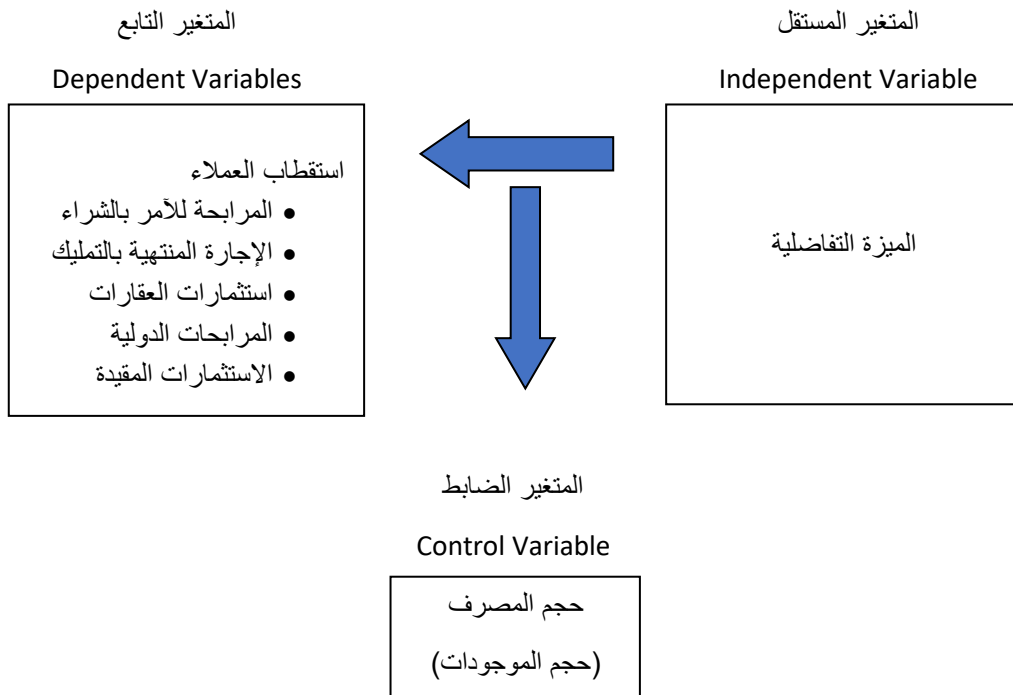 المتغير المستقل
Independent Variable
الميزة التفاضلية
المتغير التابع
Dependent Variables
استقطاب العملاء
• المرابحة للآمر بالشراء
• الإجارة المنتهية بالتمليك
• استثمارات العقارات
• المرابحات الدولية
• الاستثمارات المقيدة
المتغير الضابط
Control Variable
حجم المصرف
(حجم الموجودات)